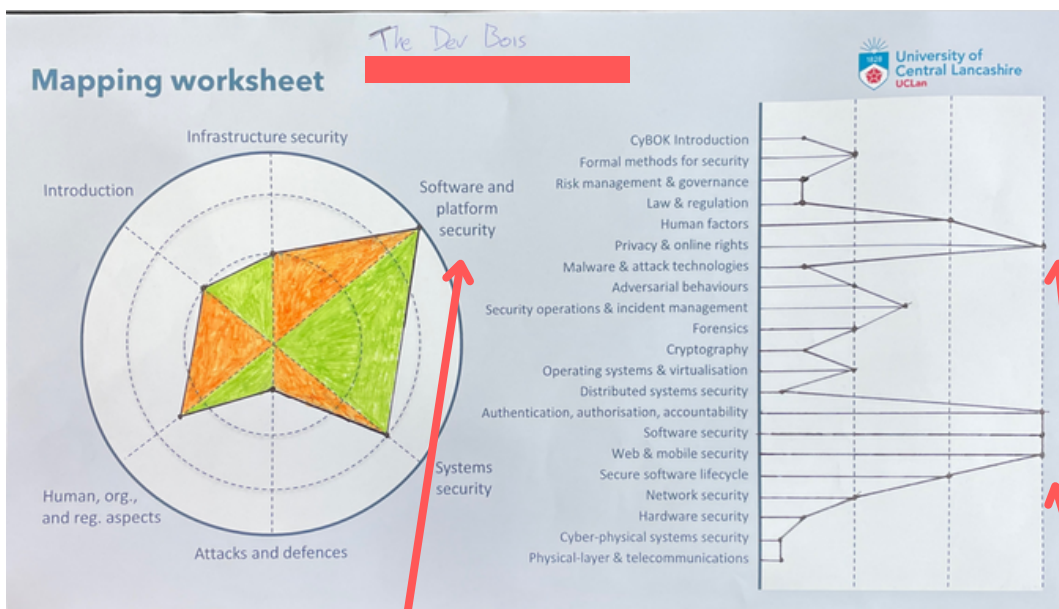 The Dev Bois
Mapping worksheet
1828
University of
Central Lancashire
UCLan
Infrastructure security
Introduction
Software and
platform
security
Systems
security
Human, org.,
and reg. aspects
Attacks and defences
CyBOK Introduction
Formal methods for security
Risk management & governance
Law & regulation
Human factors
Privacy & online rights
Malware & attack technologies
Adversarial behaviours
Security operations & incident management
Forensics
Cryptography
Operating systems & virtualisation
Distributed systems security
Authentication, authorisation, accountability
Software security
Web & mobile security
Secure software lifecycle
Network security
Hardware security
Cyber-physical systems security
Physical-layer & telecommunications